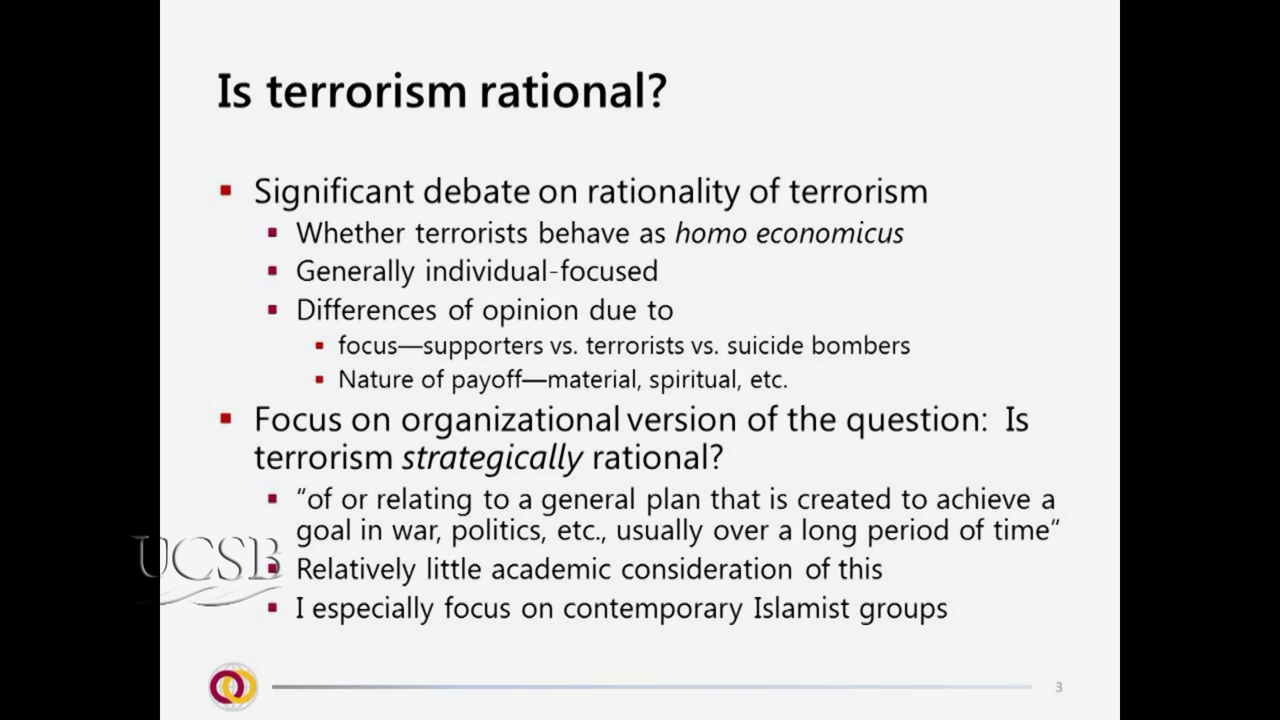 Is terrorism rational?
Significant debate on rationality of terrorism
Whether terrorists behave as homo economicus
Generally individual-focused
Differences of opinion due to
focus—supporters vs. terrorists vs. suicide bombers
Nature of payoff—material, spiritual, etc.
Focus on organizational version of the question:  Is
terrorism strategically rational?
“of or relating to a general plan that is created to achieve a
goal in war, politics, etc., usually over a long period of time”
UCSB
Relatively little academic consideration of this
I especially focus on contemporary Islamist groups
3